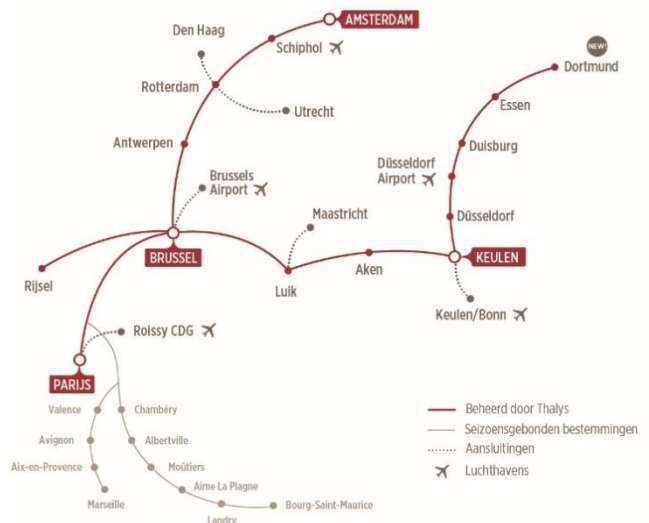 AMSTERDAM
Den Haag
Schiphol
NEW!
Dortmund
Rotterdam
Utrecht
Essen
Antwerpen
Duisburg
Düsseldorf
Airport
Brussels
Airport
Maastricht
Düsseldorf
BRUSSEL
KEULEN
Rijsel
Luik
Aken
Keulen/Bonn
Roissy CDG
PARIJS
Valence
Chambéry
Avignon
Albertville
Aix-en-Provence
Moûtiers
Marseille
Aime La Plagne
Landry
Bourg-Saint-Maurice
Beheerd door Thalys
Seizoensgebonden bestemmingen
Aansluitingen
Luchthavens